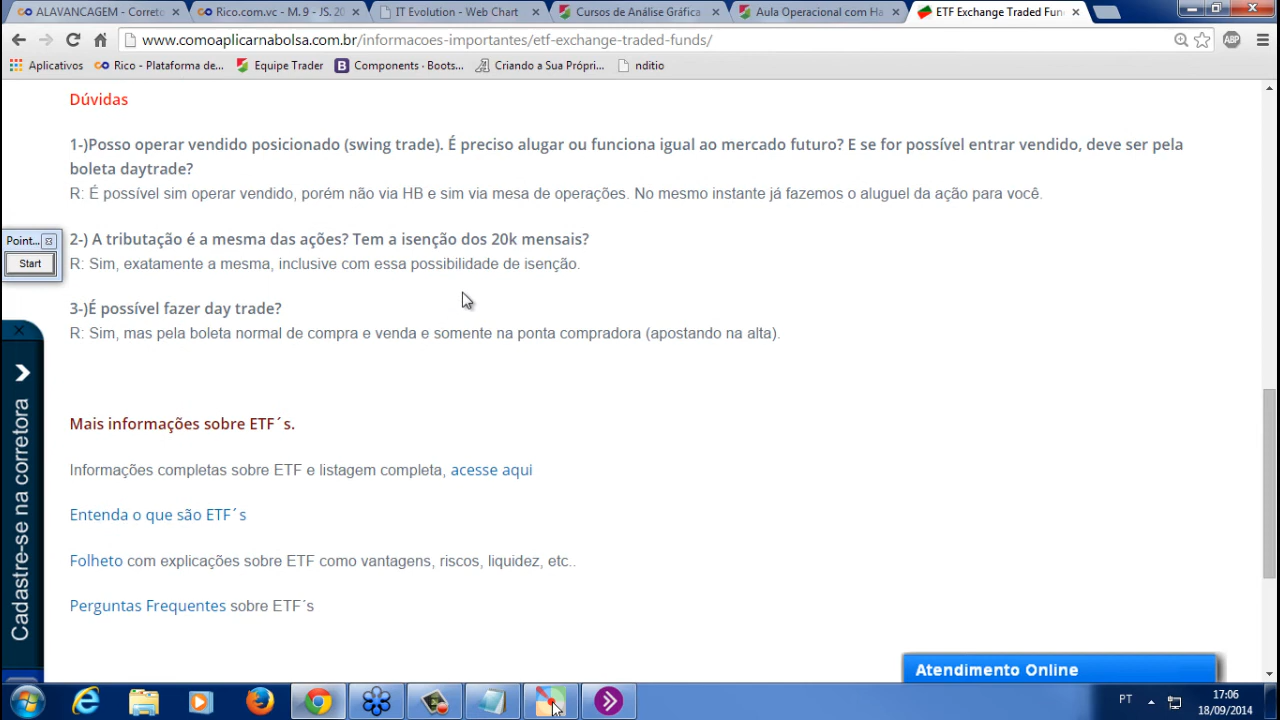 ALAVANCAGEM - Correto
Rico.com.vc - M. 9 - JS. 20
IT Evolution - Web Chart
Cursos de Análise Gráfica
Aula Operacional com Ha
ETF Exchange Traded Fun
www.comoaplicarnabolsa.com.br/informacoes-importantes/etf-exchange-traded-funds/
ABP
Aplicativos
Rico - Plataforma de...
Equipe Trader
B Components · Boots...
Criando a Sua Própri...
nditio
Dúvidas
1-)Posso operar vendido posicionado (swing trade). É preciso alugar ou funciona igual ao mercado futuro? E se for possível entrar vendido, deve ser pela
boleta daytrade?
R: É possível sim operar vendido, porém não via HB e sim via mesa de operações. No mesmo instante já fazemos o aluguel da ação para você.
Point...
Start
2-) A tributação é a mesma das ações? Tem a isenção dos 20k mensais?
R: Sim, exatamente a mesma, inclusive com essa possibilidade de isenção.
3-)É possível fazer day trade?
R: Sim, mas pela boleta normal de compra e venda e somente na ponta compradora (apostando na alta).
Cadastre-se na corretora
Mais informações sobre ETF´s.
Informações completas sobre ETF e listagem completa, acesse aqui
Entenda o que são ETF´s
Folheto com explicações sobre ETF como vantagens, riscos, liquidez, etc..
Perguntas Frequentes sobre ETF´s
Atendimento Online
PT
17:06
18/09/2014